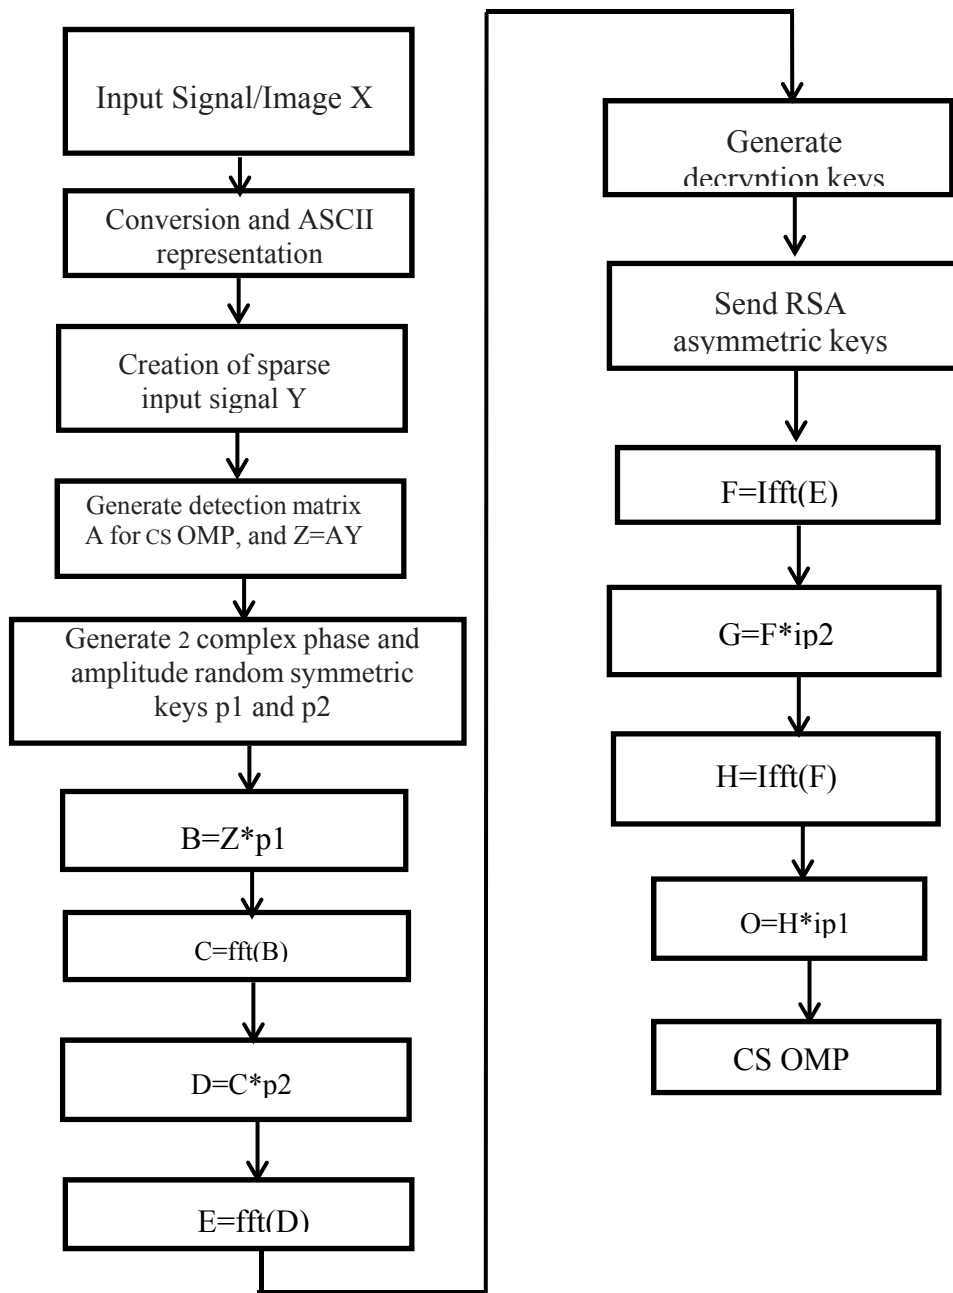 Input Signal/Image X
Conversion and ASCII
representation
Creation of sparse
input signal Y
Generate detection matrix
A for CS OMP, and Z=AY
Generate 2 complex phase and
amplitude random symmetric
keys p1 and p2
B=Z*p1
C=fft(B)
D=C*p2
E=fft(D)
Generate
decryption keys
Send RSA
asymmetric keys
F=Ifft(E)
G=F*ip2
H=Ifft(F)
O=H*ip1
CS OMP